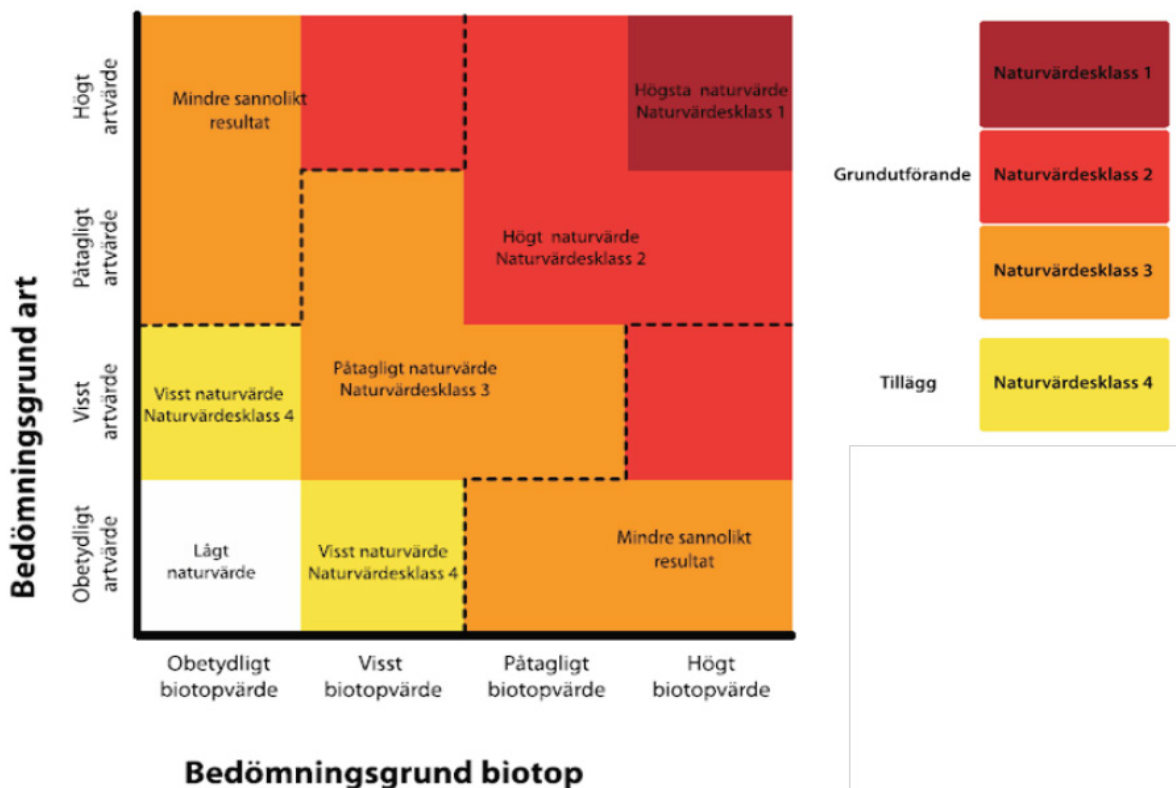 Bedömningsgrund art
Högt
artvärde
Påtagligt
artvärde
Visst
artvärde
Obetydligt
artvärde
Mindre sannolikt
resultat
Högsta naturvärde
Naturvärdesklass 1
Högt naturvärde
Naturvärdesklass 2
Påtagligt naturvärde
Naturvärdesklass 3
Visst naturvärde
Naturvärdesklass 4
Lågt
naturvärde
Visst naturvärde
Naturvärdesklass 4
Mindre sannolikt
resultat
Obetydligt
biotopvärde
Visst
biotopvärde
Påtagligt
biotopvärde
Högt
biotopvärde
Bedömningsgrund biotop
Naturvärdesklass 1
Grundutförande
Naturvärdesklass 2
Naturvärdesklass 3
Tillägg
Naturvärdesklass 4